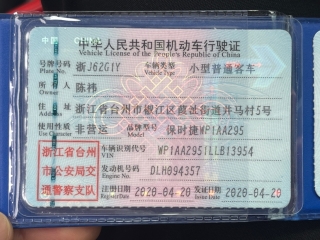 中华人民共和国机动车行驶证
Vehicle License of the People's Republic of China
号牌号码 浙J62G1Y 车辆类型 小型普通客车
Plate No. Vehicle Type
所有人 陈祎
Owner
住址 浙江省台州市椒江区葭沚街道井马村5号
Address
使用性质 非营运 品牌型号 保时捷WP1AA295
Use Character Model
浙江省台州市公安局交通警察支队
车辆识别代号 WP1AA2951LLB13954
VIN
发动机号码 DLH094357
Engine No.
注册日期 2020-04-20 发证日期 2020-04-20
Register Date Issue Date